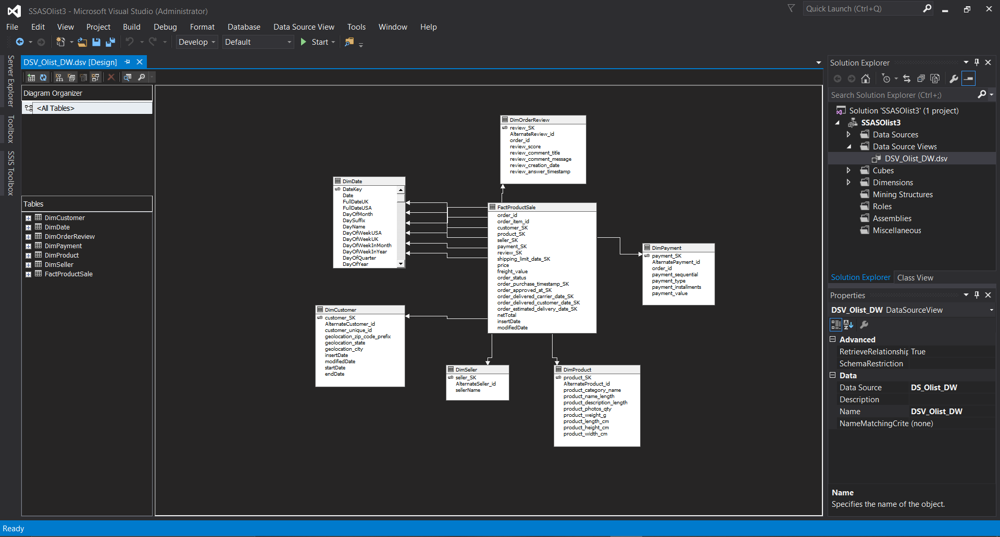 SSASOlist3 - Microsoft Visual Studio (Administrator)
Quick Launch (Ctrl+Q)
File Edit View Project Build Debug Format Database Data Source View Tools Window Help
Develop Default Start
Server Explorer
Toolbox
SSIS Toolbox
DSV_Olist_DW.dsv [Design]
Diagram Organizer
<All Tables>
Tables
DimCustomer
DimDate
DimOrderReview
DimPayment
DimProduct
DimSeller
FactProductSale
DimOrderReview
review_SK
AlternateReview_id
order_id
review_score
review_comment_title
review_comment_message
review_creation_date
review_answer_timestamp
DimDate
DateKey
Date
FullDateUK
FullDateUSA
DayOfMonth
DaySuffix
DayName
DayOfWeekUSA
DayOfWeekUK
DayOfWeekInMonth
DayOfWeekInYear
DayOfQuarter
DayOfYear
FactProductSale
order_id
order_item_id
customer_SK
product_SK
seller_SK
payment_SK
review_SK
shipping_limit_date_SK
price
freight_value
order_status
order_purchase_timestamp_SK
order_approved_at_SK
order_delivered_carrier_date_SK
order_delivered_customer_date_SK
order_estimated_delivery_date_SK
netTotal
insertDate
modifiedDate
DimPayment
payment_SK
AlternatePayment_id
order_id
payment_sequential
payment_type
payment_installments
payment_value
DimCustomer
customer_SK
AlternateCustomer_id
customer_unique_id
geolocation_zip_code_prefix
geolocation_state
geolocation_city
insertDate
modifiedDate
startDate
endDate
DimSeller
seller_SK
AlternateSeller_id
sellerName
DimProduct
product_SK
AlternateProduct_id
product_category_name
product_name_length
product_description_length
product_photos_qty
product_weight_g
product_length_cm
product_height_cm
product_width_cm
Solution Explorer
Search Solution Explorer (Ctrl+;)
Solution 'SSASOlist3' (1 project)
SSASOlist3
Data Sources
Data Source Views
DSV_Olist_DW.dsv
Cubes
Dimensions
Mining Structures
Roles
Assemblies
Miscellaneous
Solution Explorer Class View
Properties
DSV_Olist_DW DataSourceView
Advanced
RetrieveRelationship True
SchemaRestriction
Data
Data Source DS_Olist_DW
Description
Name DSV_Olist_DW
NameMatchingCrite (none)
Name
Specifies the name of the object.
Ready